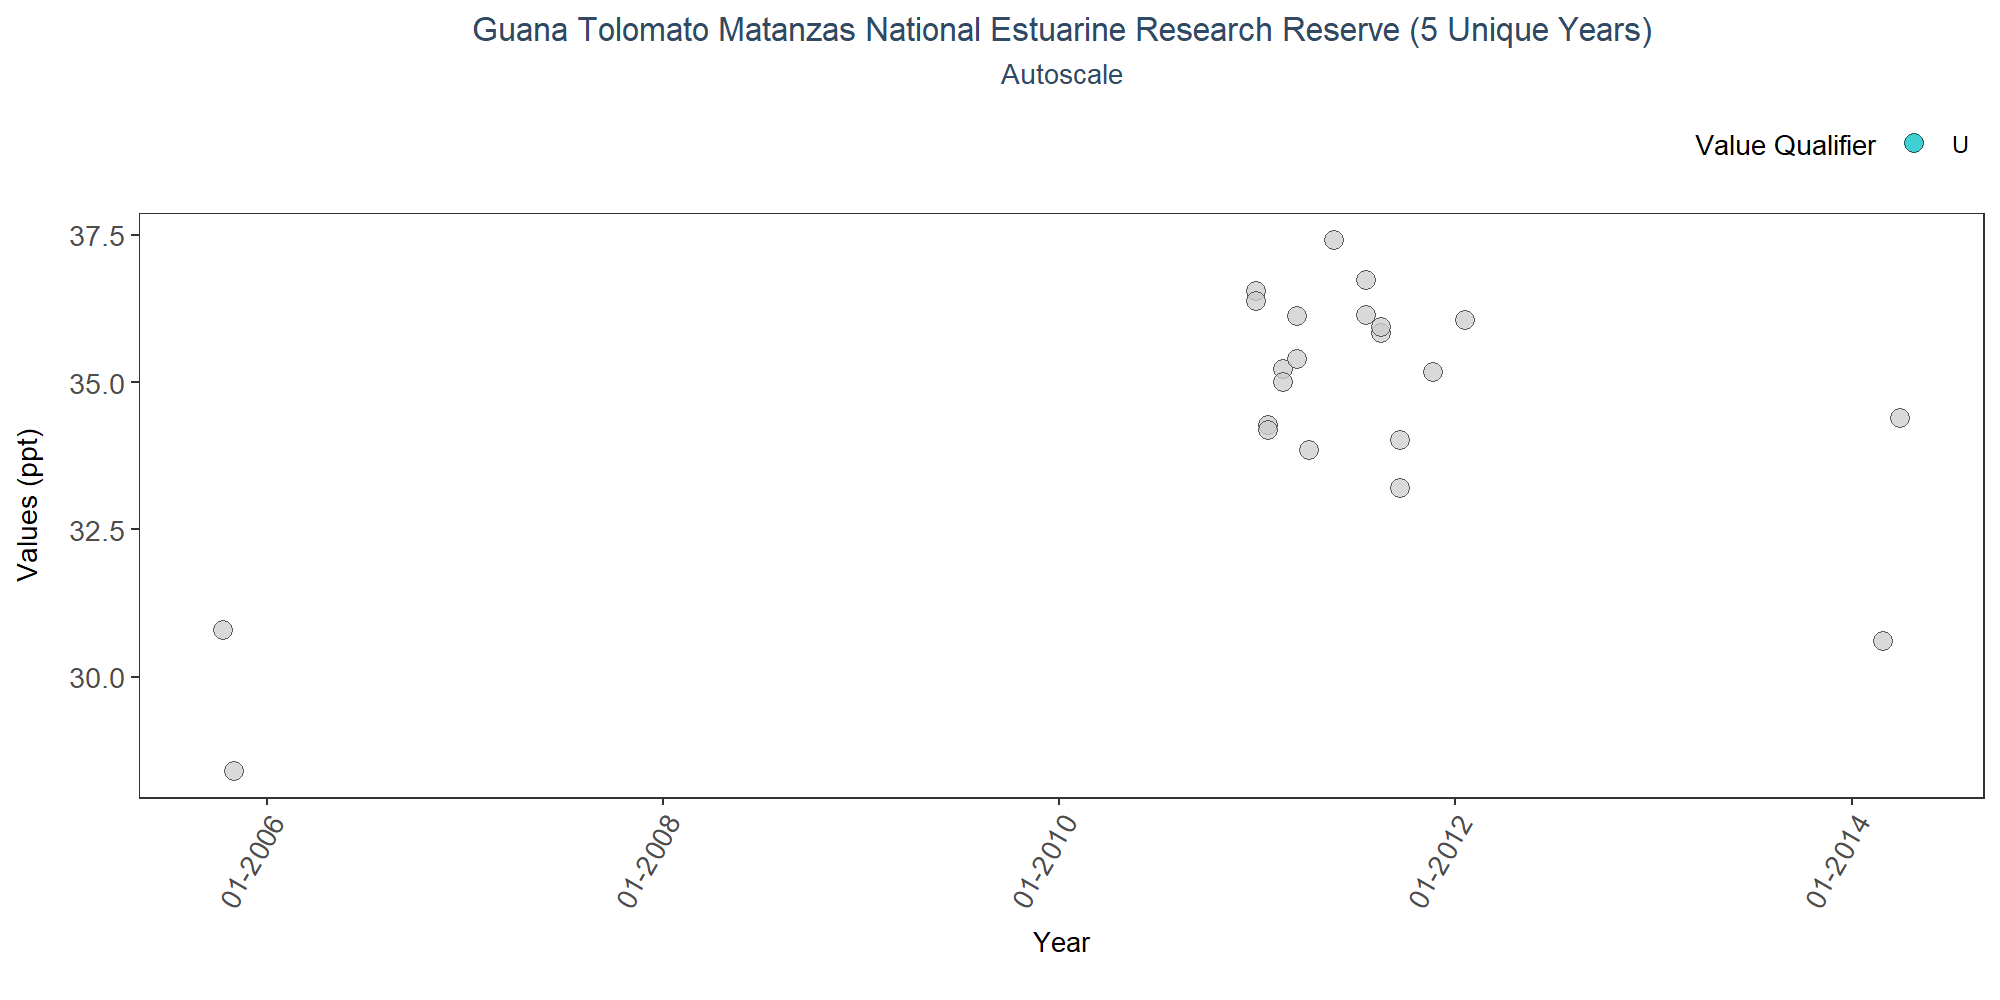 Guana Tolomato Matanzas National Estuarine Research Reserve (5 Unique Years)
Autoscale
Value Qualifier U
37.5
35.0
32.5
30.0
Values (ppt)
01-2006
01-2008
01-2010
01-2012
01-2014
Year